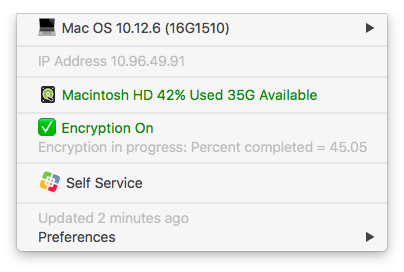 Mac OS 10.12.6 (16G1510)
IP Address 10.96.49.91
Macintosh HD 42% Used 35G Available
Encryption On
Encryption in progress: Percent completed = 45.05
Self Service
Updated 2 minutes ago
Preferences